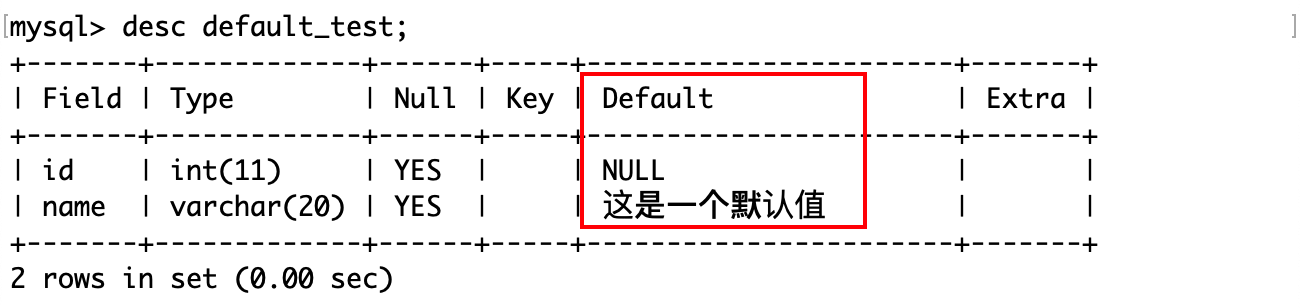 mysql> desc default_test;
+-------+-------------+------+-----+-----------------------+-------+
| Field | Type        | Null | Key | Default               | Extra |
+-------+-------------+------+-----+-----------------------+-------+
| id    | int(11)     | YES  |     | NULL                  |       |
| name  | varchar(20) | YES  |     | 这是一个默认值        |       |
+-------+-------------+------+-----+-----------------------+-------+
2 rows in set (0.00 sec)